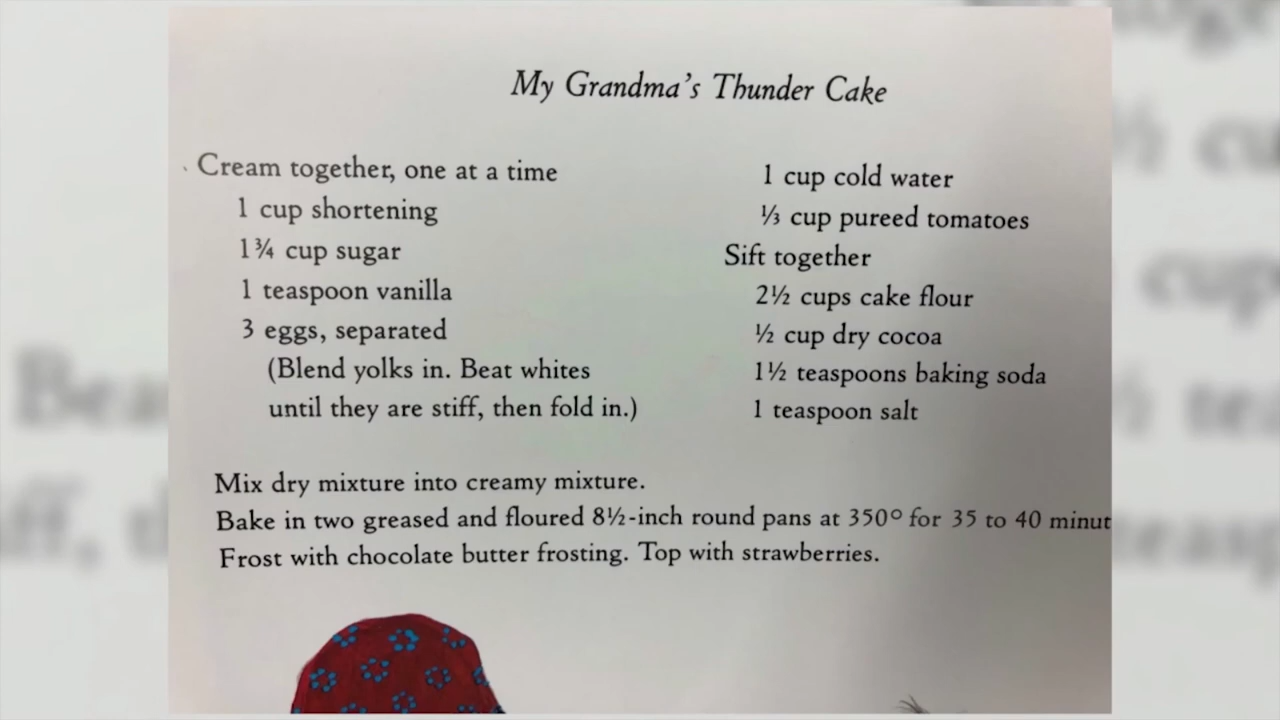 My Grandma's Thunder Cake
Cream together, one at a time
1 cup shortening
1¾ cup sugar
1 teaspoon vanilla
3 eggs, separated
(Blend yolks in. Beat whites
until they are stiff, then fold in.)
1 cup cold water
⅓ cup pureed tomatoes
Sift together
2½ cups cake flour
½ cup dry cocoa
1½ teaspoons baking soda
1 teaspoon salt
Mix dry mixture into creamy mixture.
Bake in two greased and floured 8½-inch round pans at 350° for 35 to 40 minut
Frost with chocolate butter frosting. Top with strawberries.